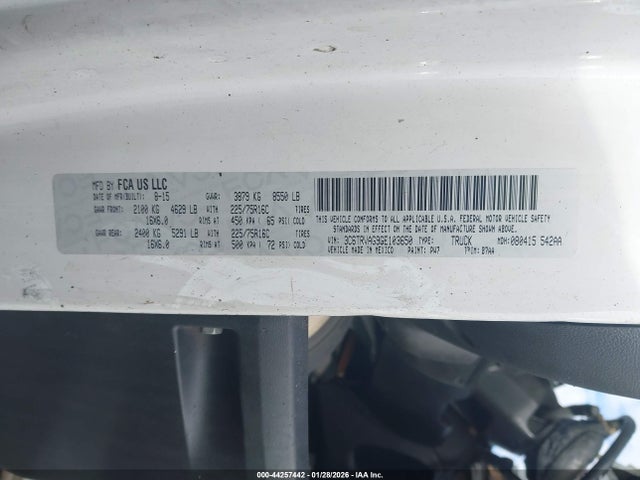 MFD BY FCA US LLC
DATE OF MFR(BUILT): 8-15 GVWR: 3879 KG 8550 LB
GAWR FRONT: 2100 KG 4629 LB 225/75R16C TIRES
16X6.0 RIMS AT 450 KPA( 65 PSI) COLD
GAWR REAR: 2400 KG 5291 LB 225/75R16C TIRES
16X6.0 RIMS AT 500 KPA( 72 PSI) COLD
THIS VEHICLE CONFORMS TO ALL APPLICABLE U.S.A. FEDERAL MOTOR VEHICLE SAFETY
STANDARDS IN EFFECT ON THE DATE OF MANUFACTURE SHOWN ABOVE.
VIN: 3C6TRVAG3GE103650 TYPE: TRUCK MDH: 080415 542AA
VEHICLE MADE IN MEXICO PAINT: PW7 TRIM: B7AA
000-44257442 - 01/28/2026 - IAA Inc.